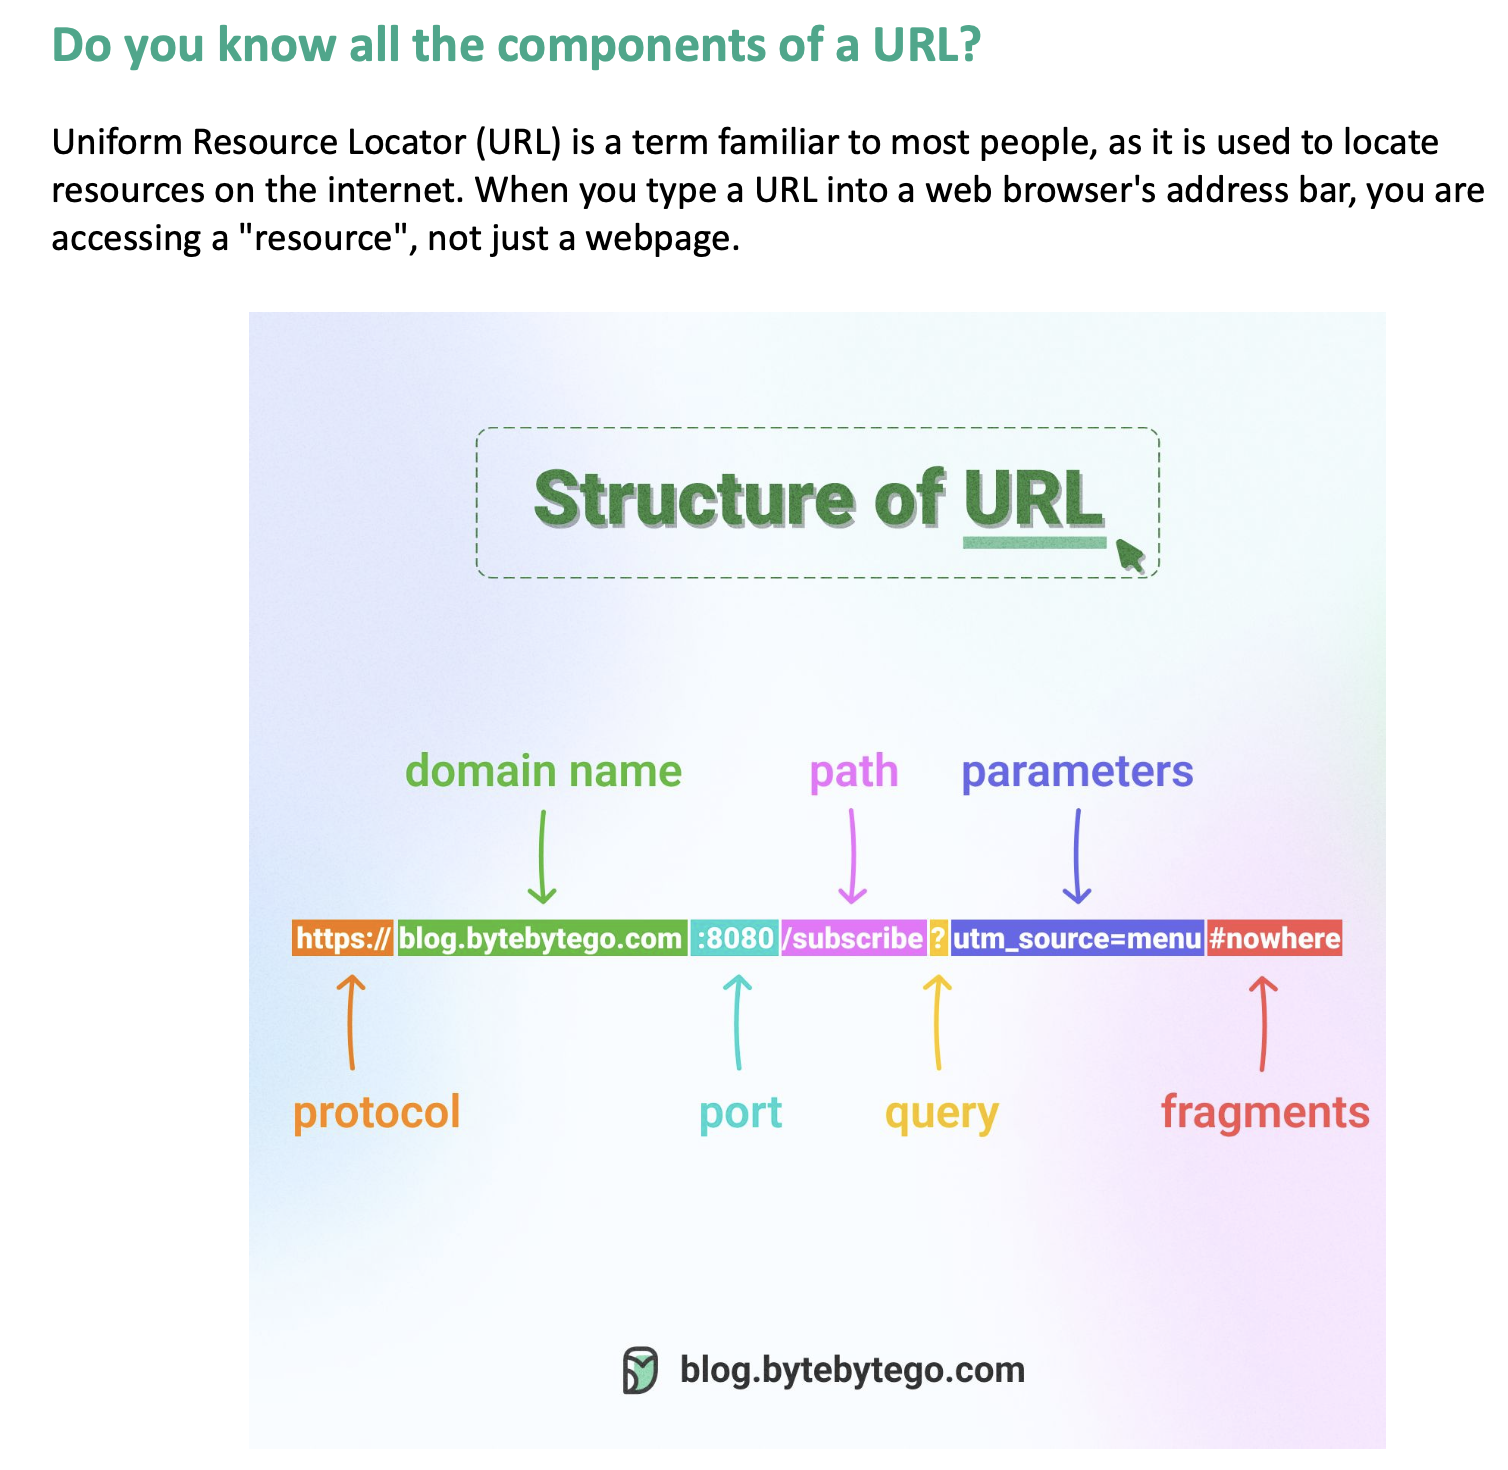 Do you know all the components of a URL?
Uniform Resource Locator (URL) is a term familiar to most people, as it is used to locate
resources on the internet. When you type a URL into a web browser's address bar, you are
accessing a "resource", not just a webpage.
Structure of URL
domain name path parameters
https:// blog.bytebytego.com :8080 /subscribe ? utm_source=menu #nowhere
protocol port query fragments
blog.bytebytego.com